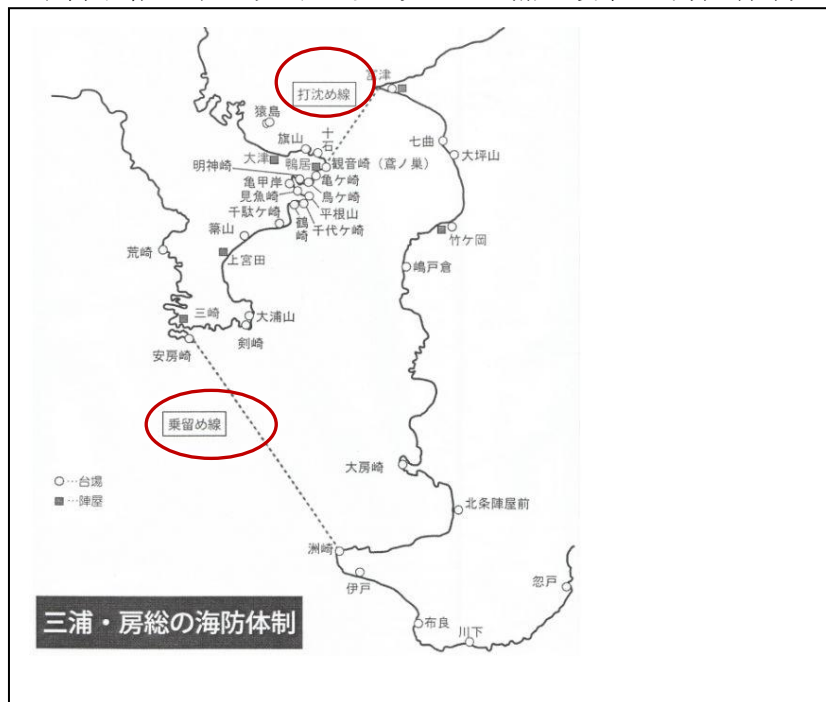 打沈め線
富津
猿島
十石
旗山
七曲
大坪山
大津
鴨居
観音崎（鳶ノ巣）
明神崎
亀ケ崎
亀甲岸
鳥ケ崎
見魚崎
平根山
千駄ケ崎
鶴崎
千代ケ崎
竹ケ岡
荒崎
上宮田
嶋戸倉
三崎
大浦山
剣崎
安房崎
乗留め線
大房崎
○…台場
■…陣屋
北条陣屋前
洲崎
伊戸
忽戸
布良
川下
三浦・房総の海防体制